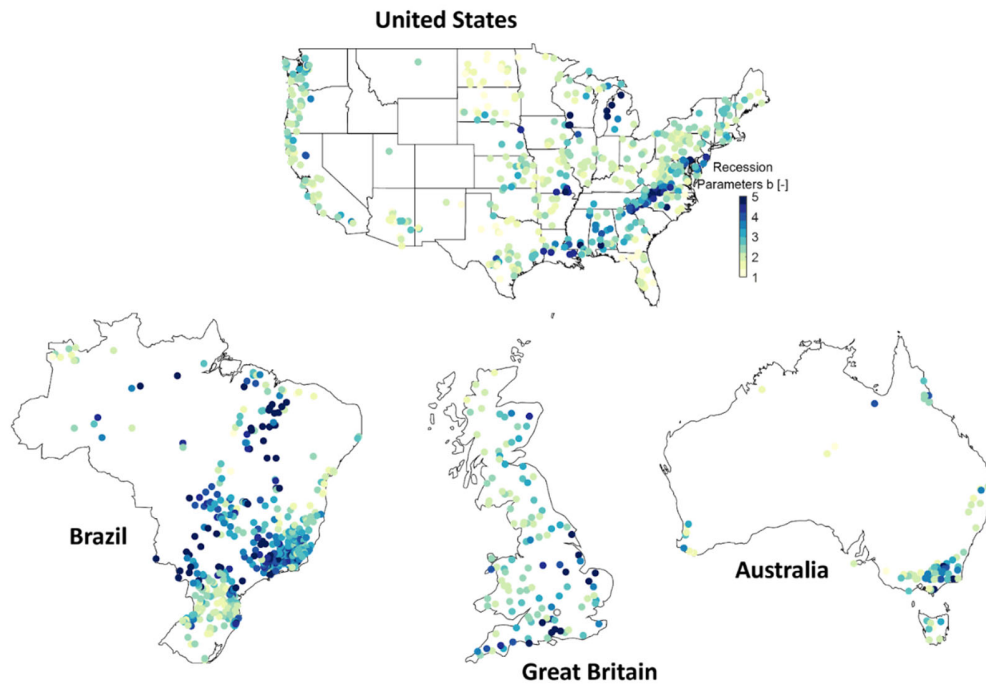 United States
Recession
Parameters b [-]
5
4
3
2
1
Brazil
Great Britain
Australia